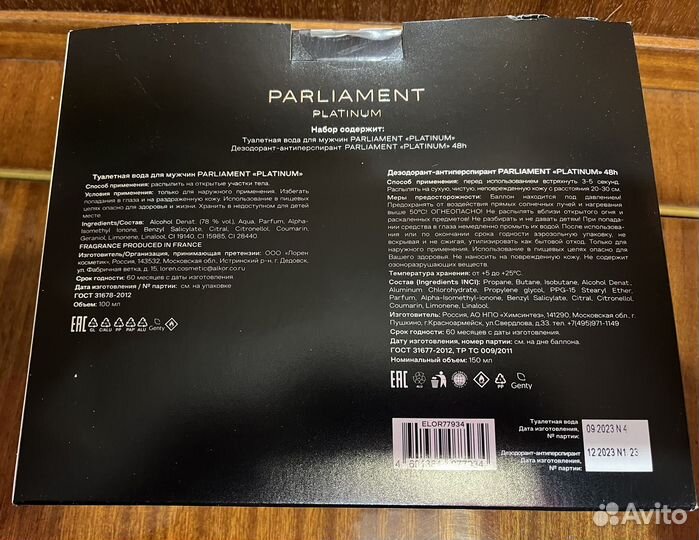 PARLIAMENT
PLATINUM
Набор содержит:
Туалетная вода для мужчин PARLIAMENT «PLATINUM»
Дезодорант-антиперспирант PARLIAMENT «PLATINUM» 48h
Туалетная вода для мужчин PARLIAMENT «PLATINUM»
Способ применения: распылить на открытые участки тела.
Условия применения: только для наружного применения. Избегать
попадания в глаза и на раздраженную кожу. Использование в пищевых
целях опасно для здоровья и жизни. Хранить в недоступном для детей
месте.
Ingredients/Состав: Alcohol Denat. (78 % vol.), Aqua, Parfum, Alpha-
Isomethyl Ionone, Benzyl Salicylate, Citral, Citronellol, Coumarin,
Geraniol, Limonene, Linalool, CI 19140, CI 15985, CI 28440.
FRAGRANCE PRODUCED IN FRANCE
Изготовитель/Организация, принимающая претензии: ООО «Лорен
косметик», Россия, 143532, Московская обл., Истринский р-н, г. Дедовск,
ул. Фабричная ветка, д. 15, loren.cosmetic@alkor.co.ru
Срок годности: 60 месяцев с даты изготовления.
Дата изготовления/№ партии: см. на упаковке
ГОСТ 31678-2012
Объем: 100 мл
EAC GL C/ALU PP PAP ALU Genty
Дезодорант-антиперспирант PARLIAMENT «PLATINUM» 48h
Способ применения: перед использованием встряхнуть 3-5 секунд.
Распылять на сухую, чистую, неповрежденную кожу с расстояния 20-30 см.
Меры предосторожности: Баллон находится под давлением!
Предохранять от воздействия прямых солнечных лучей и нагревания
выше 50°С! ОГНЕОПАСНО! Не распылять вблизи открытого огня и
раскаленных предметов! Не разбирать и не давать детям! При попада-
нии средства в глаза немедленно промыть их водой. После использова-
ния или по окончании срока годности аэрозольную упаковку, не
вскрывая и не сжигая, утилизировать как бытовой отход. Только для
наружного применения. Использование в пищевых целях опасно для
здоровья и жизни. Не наносить на поврежденную кожу. Не содержит
озоноразрушающих веществ.
Температура хранения: от +5 до +25°С.
Состав (Ingredients INCI): Propane, Butane, Isobutane, Alcohol Denat.,
Aluminum Chlorohydrate, Propylene glycol, PPG-15 Stearyl Ether,
Parfum, Alpha-Isomethyl-ionone, Benzyl Salicylate, Citral, Citronellol,
Coumarin, Limonene, Linalool.
Изготовитель: Россия, АО НПО «Химсинтез», 141290, Московская обл., г.
Пушкино, г.Красноармейск, ул.Свердлова, д.33. тел. +7(495)971-1149
Срок годности: 60 месяцев с даты изготовления.
Дата изготовления, номер партии: см. на дне баллона.
ГОСТ 31677-2012, ТР ТС 009/2011
Номинальный объем: 150 мл
EAC ALU PP Genty
ELOR77934
Туалетная вода
Дата изготовления,
№ партии:
09 2023 N 4
Дезодорант-антиперспирант
Дата изготовления,
№ партии:
12 2023 N1 23
Avito